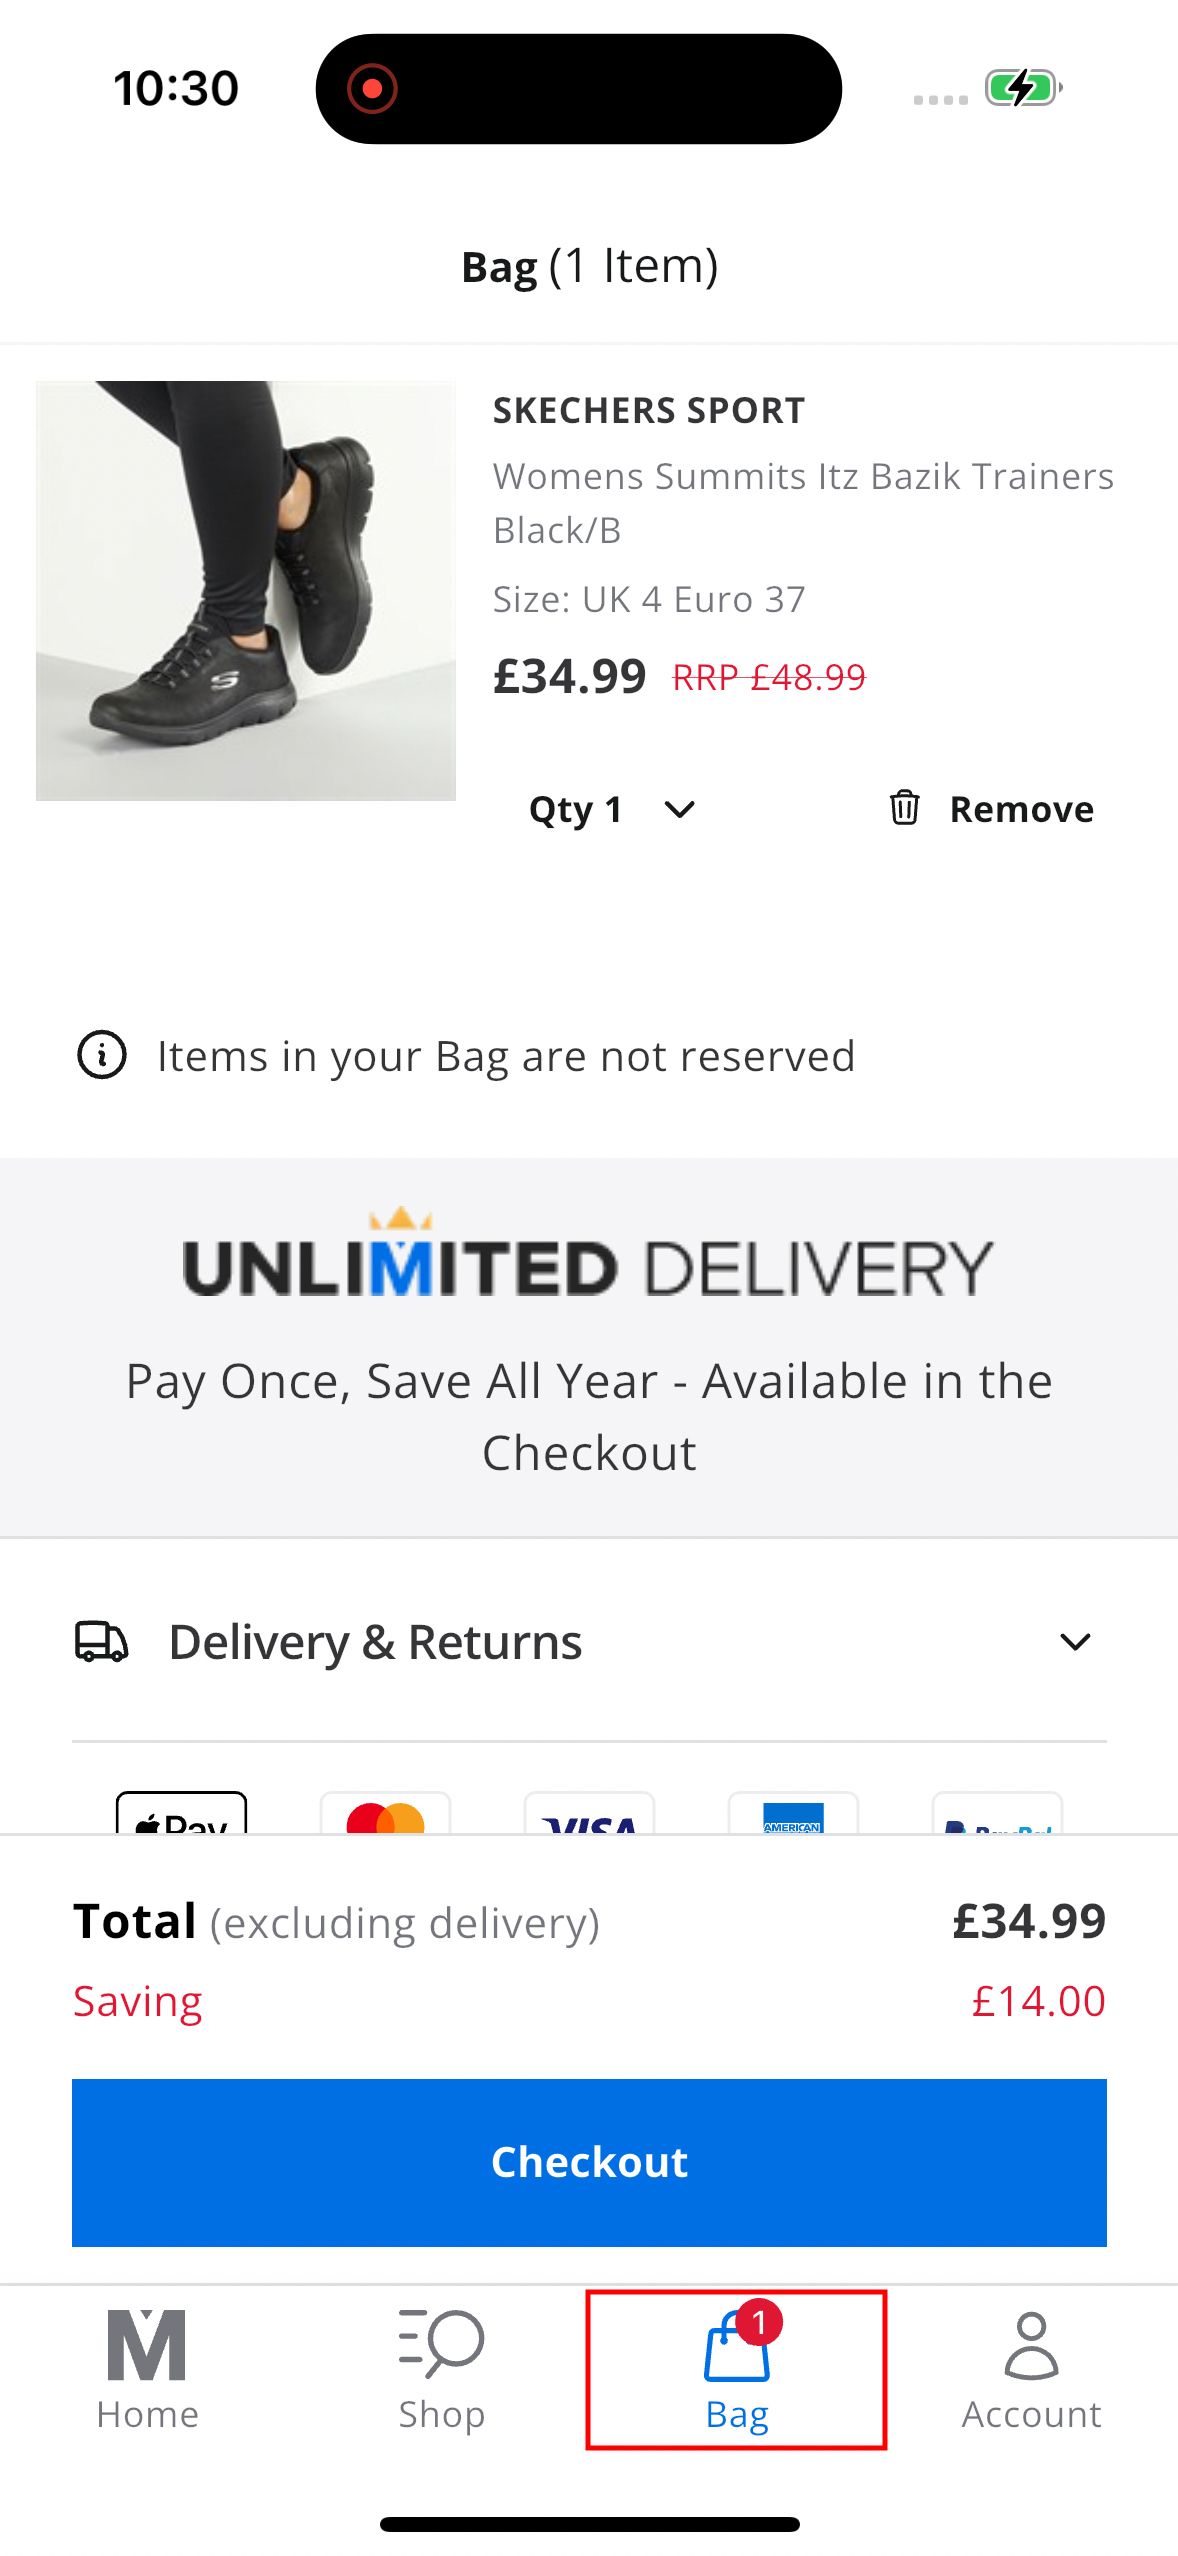 10:30
Bag (1 Item)
SKECHERS SPORT
Womens Summits Itz Bazik Trainers
Black/B
Size: UK 4 Euro 37
£34.99 RRP £48.99
Qty 1
Remove
Items in your Bag are not reserved
UNLIMITED DELIVERY
Pay Once, Save All Year - Available in the
Checkout
Delivery & Returns
Pay
VISA
AMERICAN
PayPal
Total (excluding delivery) £34.99
Saving £14.00
Checkout
1
M
Home
Shop
Bag
Account